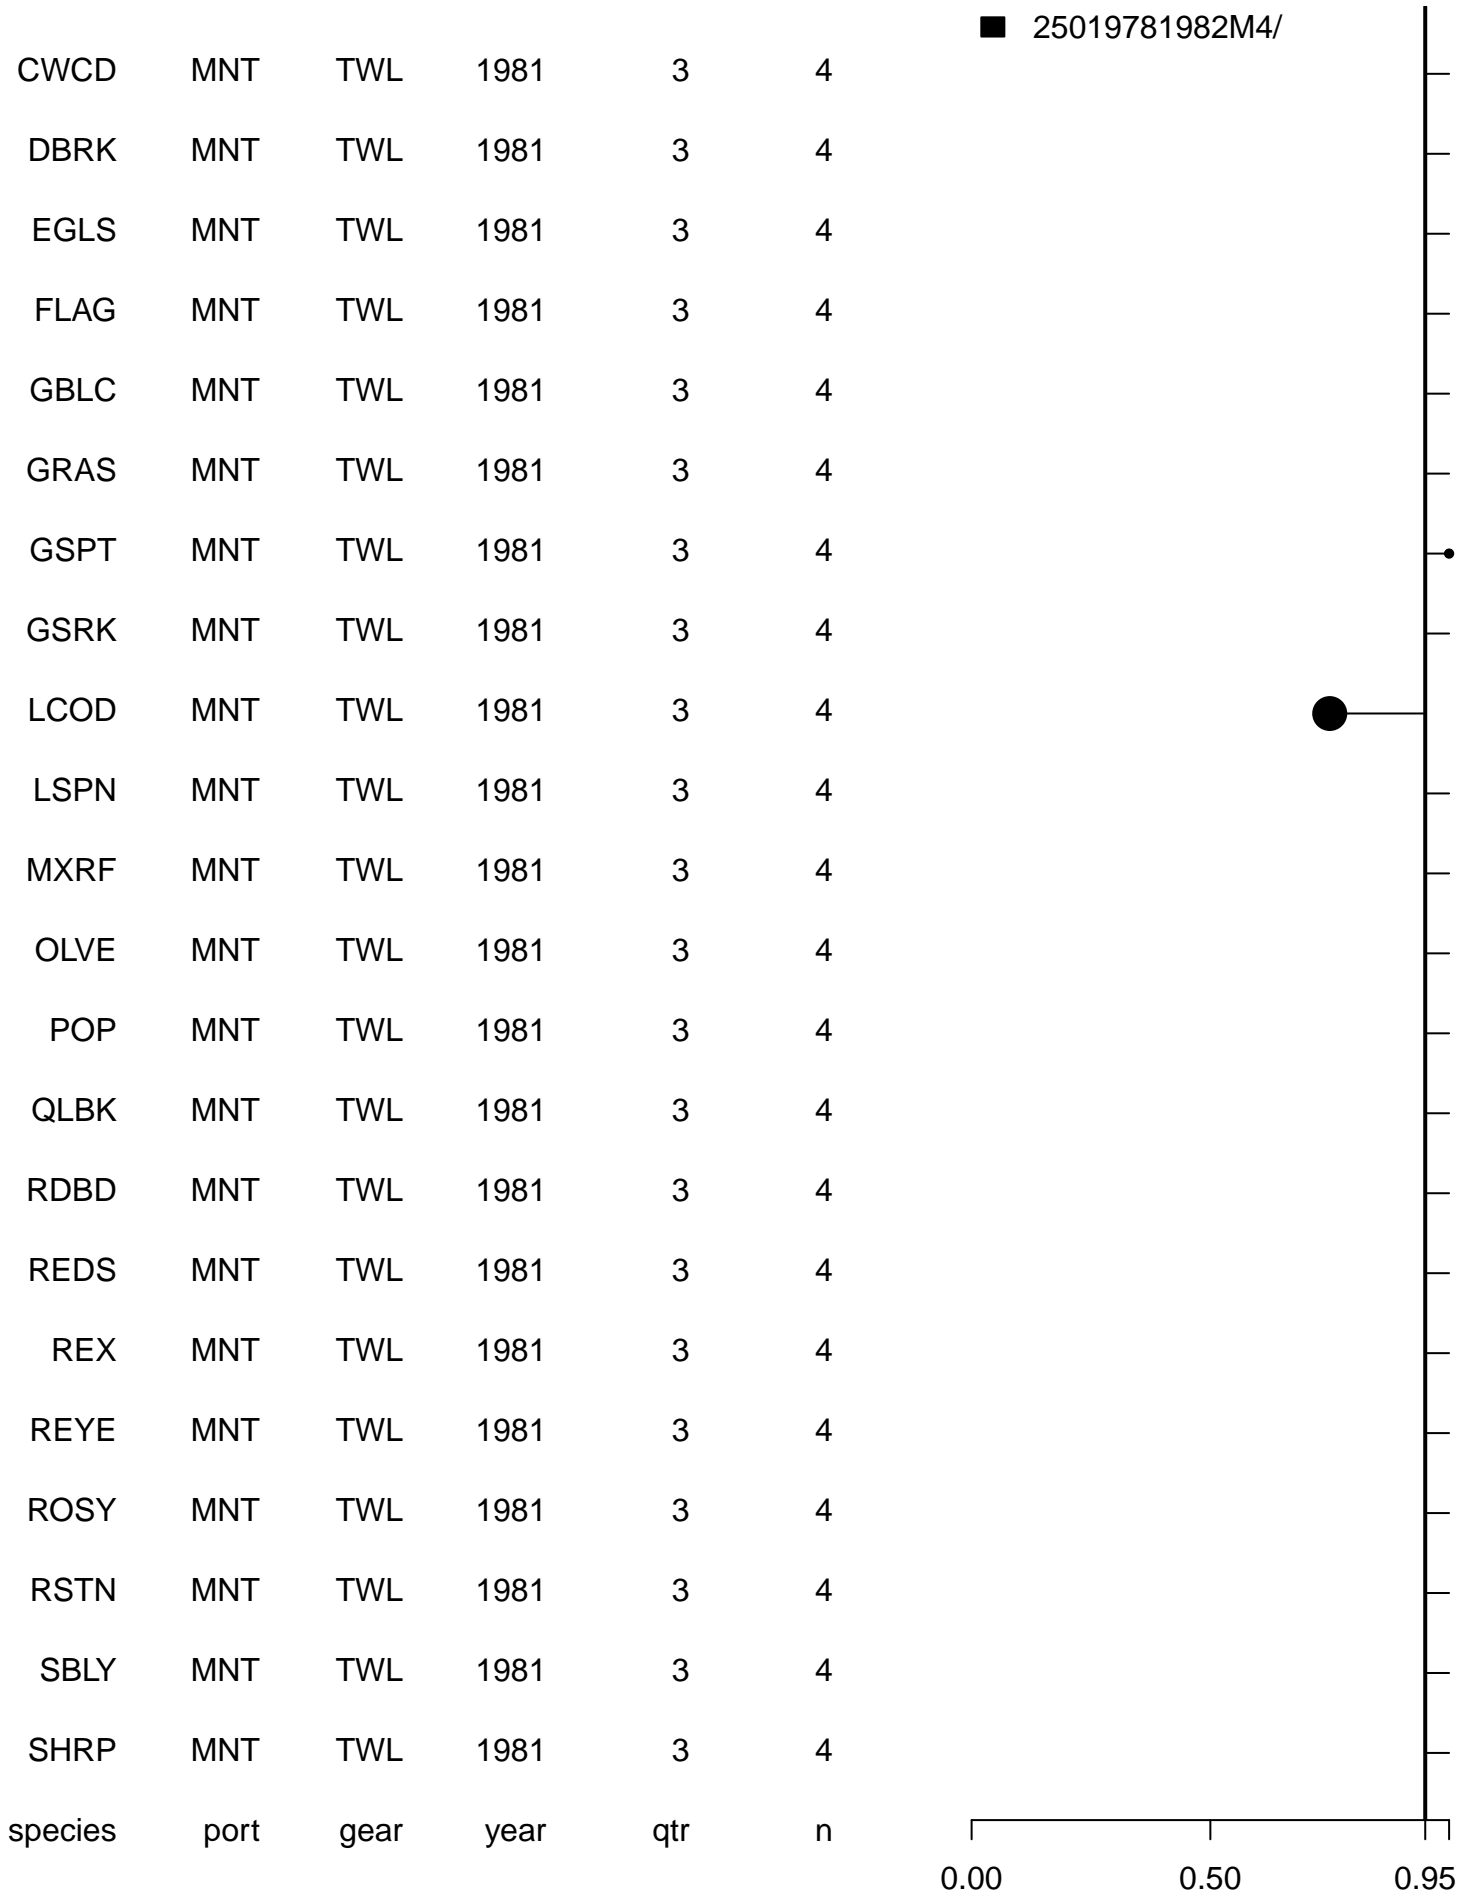 25019781982M4/
CWCD MNT TWL 1981 3 4
DBRK MNT TWL 1981 3 4
EGLS MNT TWL 1981 3 4
FLAG MNT TWL 1981 3 4
GBLC MNT TWL 1981 3 4
GRAS MNT TWL 1981 3 4
GSPT MNT TWL 1981 3 4
GSRK MNT TWL 1981 3 4
LCOD MNT TWL 1981 3 4
LSPN MNT TWL 1981 3 4
MXRF MNT TWL 1981 3 4
OLVE MNT TWL 1981 3 4
POP MNT TWL 1981 3 4
QLBK MNT TWL 1981 3 4
RDBD MNT TWL 1981 3 4
REDS MNT TWL 1981 3 4
REX MNT TWL 1981 3 4
REYE MNT TWL 1981 3 4
ROSY MNT TWL 1981 3 4
RSTN MNT TWL 1981 3 4
SBLY MNT TWL 1981 3 4
SHRP MNT TWL 1981 3 4
species port gear year qtr n
0.00 0.50 0.95